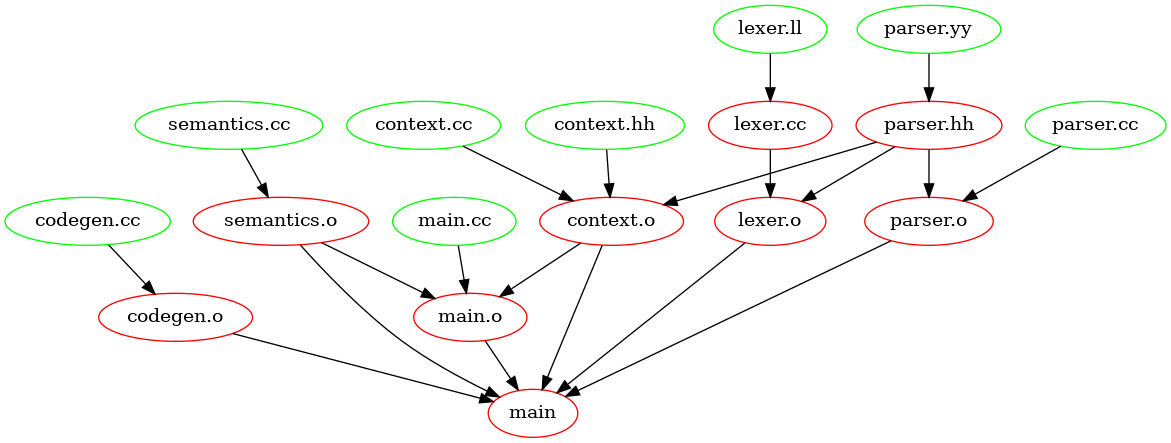 lexer.ll
parser.yy
semantics.cc
context.cc
context.hh
lexer.cc
parser.hh
parser.cc
codegen.cc
semantics.o
main.cc
context.o
lexer.o
parser.o
codegen.o
main.o
main